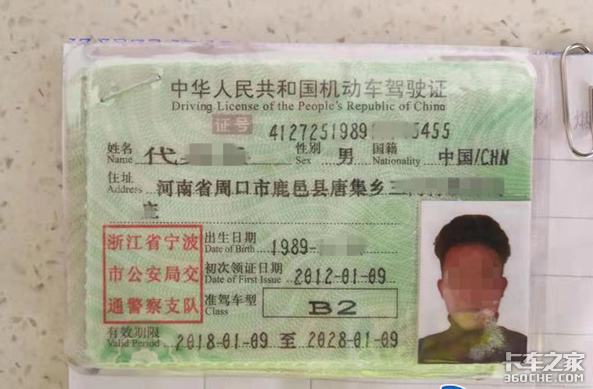 中华人民共和国机动车驾驶证
Driving License of the People's Republic of China
证号 4127251989 5455
姓名 代 性别 男 国籍 中国/CHN
Name Sex Nationality
住址 河南省周口市鹿邑县唐集乡三
Address
庄
浙江省宁波
市公安局交
通警察支队
出生日期 1989-
Date of Birth
初次领证日期 2012-01-09
Date of First Issue
准驾车型 B2
Class
有效期限 2018-01-09 至 2028-01-09
Valid Period
卡车之家
360che.com